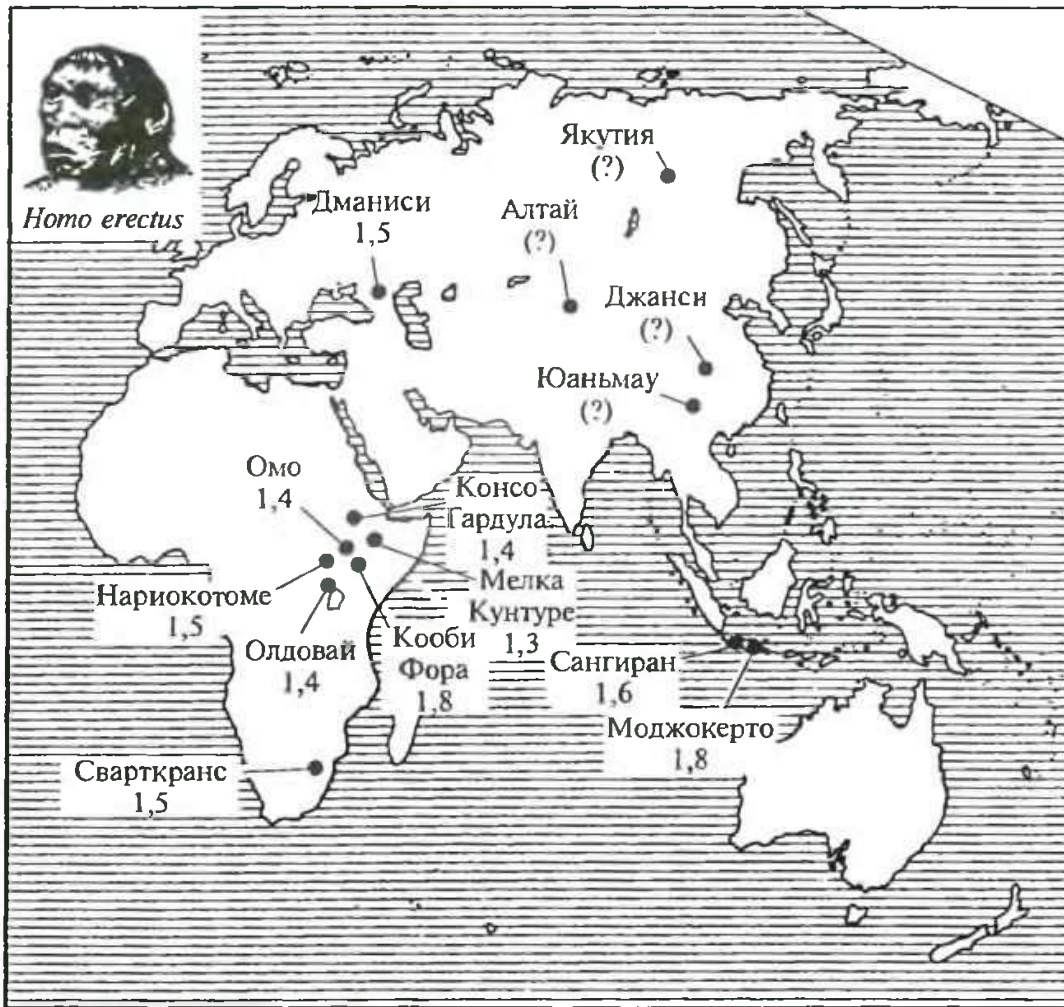 Homo erectus
Якутия
(?)
Дманиси
1,5
Алтай
(?)
Джанси
(?)
Юаньмау
(?)
Омо
1,4
Консо
Гардула
1,4
Мелка
Кунтуре
1,3
Нариокотоме
1,5
Олдовай
1,4
Кооби
Фора
1,8
Сангиран
1,6
Моджокерто
1,8
Сварткранс
1,5